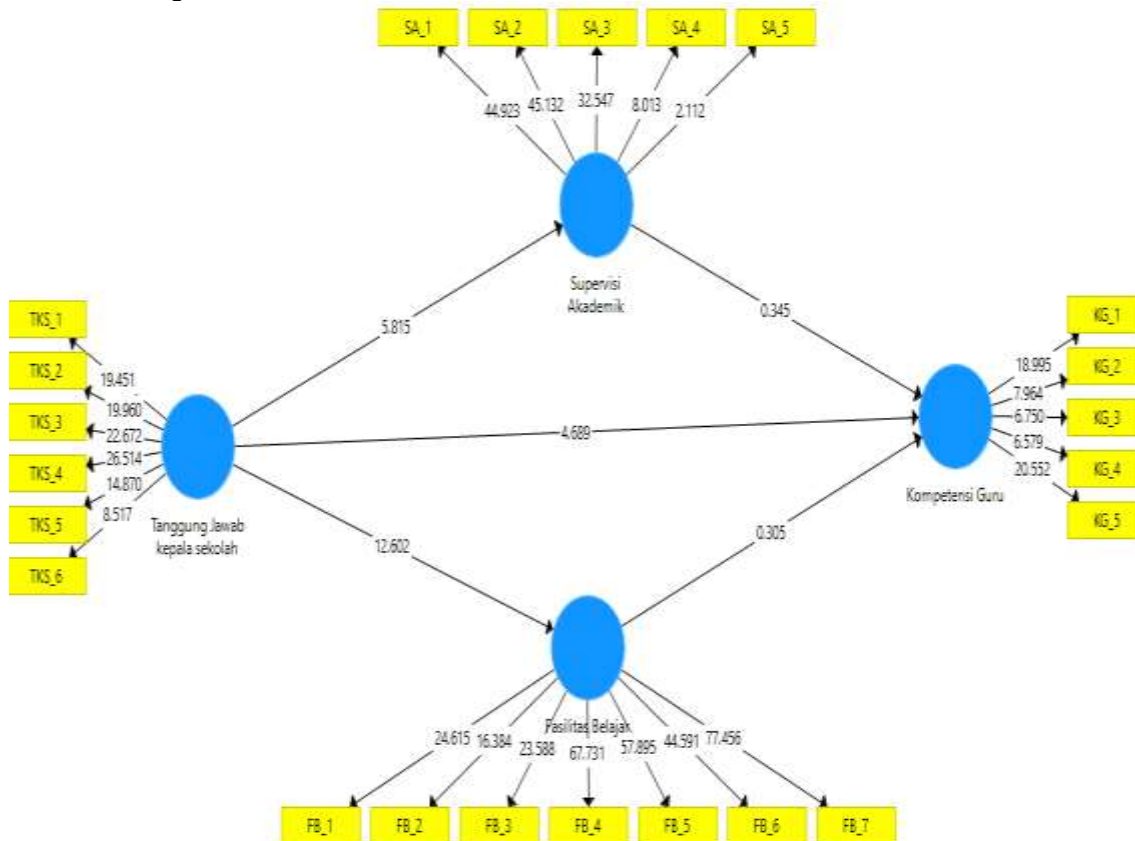 SA_1 SA_2 SA_3 SA_4 SA_5
44.923 45.132 32.547 8.013 2.112
Supervisi
Akademik
5.815
0.345
TKS_1
TKS_2
TKS_3
TKS_4
TKS_5
TKS_6
19.451
19.960
22.672
26.514
14.870
8.517
Tanggung Jawab
kepala sekolah
4.689
KG_1
KG_2
KG_3
KG_4
KG_5
18.995
7.964
6.750
6.579
20.552
Kompetensi Guru
12.602
0.305
Pasilitas Belajar
24.615 16.384 23.588 67.731 57.895 44.591 77.456
FB_1 FB_2 FB_3 FB_4 FB_5 FB_6 FB_7